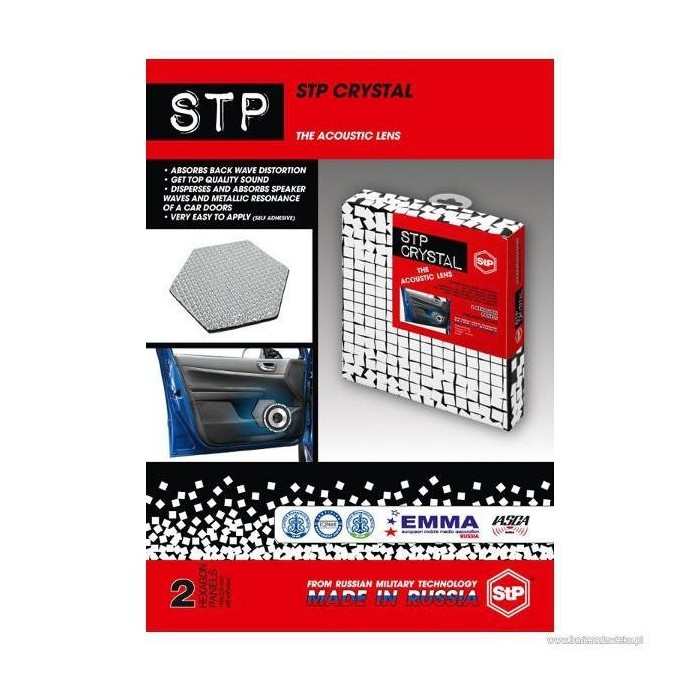 STP
STP CRYSTAL
THE ACOUSTIC LENS
• ABSORBS BACK WAVE DISTORTION
• GET TOP QUALITY SOUND
• DISPERSES AND ABSORBS SPEAKER
WAVES AND METALLIC RESONANCE
OF A CAR DOORS
• VERY EASY TO APPLY (SELF ADHESIVE)
STP
CRYSTAL
THE
ACOUSTIC LENS
StP
IQNet
EMMA
european mobile media association
RUSSIA
IASCA
2
HEXAGON
PANELS
FROM RUSSIAN MILITARY TECHNOLOGY
MADE IN RUSSIA
StP